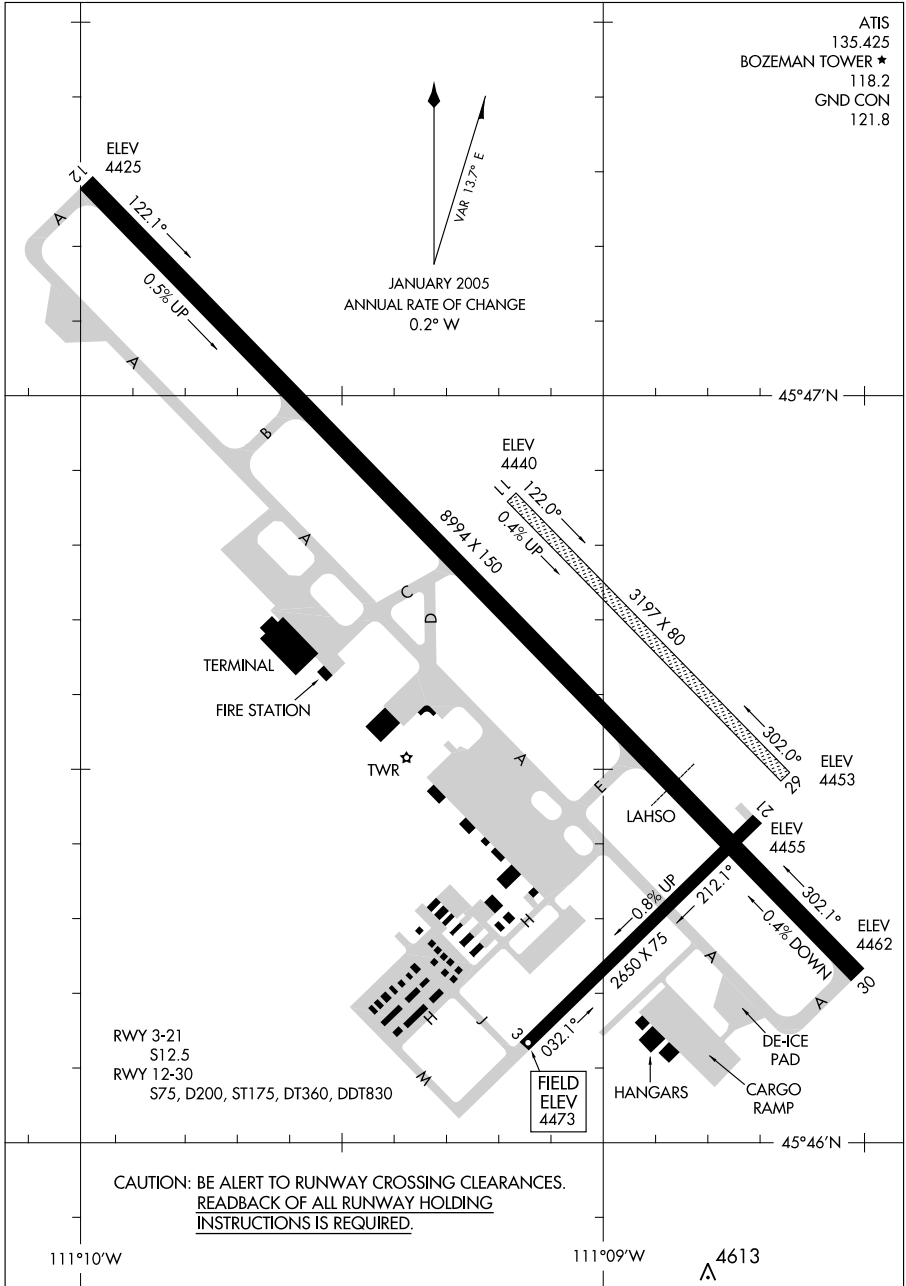 ATIS
135.425
BOZEMAN TOWER ★
118.2
GND CON
121.8
VAR 13.7° E
JANUARY 2005
ANNUAL RATE OF CHANGE
0.2° W
ELEV
4425
12
122.1°
0.5% UP
A
A
B
45°47'N
ELEV
4440
11
122.0°
0.4% UP
8994 X 150
3197 X 80
A
C
D
TERMINAL
FIRE STATION
TWR
A
E
LAHSO
302.0°
29
ELEV
4453
21
ELEV
4455
0.8% UP
212.1°
302.1°
0.4% DOWN
ELEV
4462
30
2650 X 75
H
H
J
M
A
A
3
032.1°
FIELD
ELEV
4473
HANGARS
DE-ICE
PAD
CARGO
RAMP
RWY 3-21
S12.5
RWY 12-30
S75, D200, ST175, DT360, DDT830
45°46'N
CAUTION: BE ALERT TO RUNWAY CROSSING CLEARANCES.
READBACK OF ALL RUNWAY HOLDING
INSTRUCTIONS IS REQUIRED.
111°10'W
111°09'W
4613